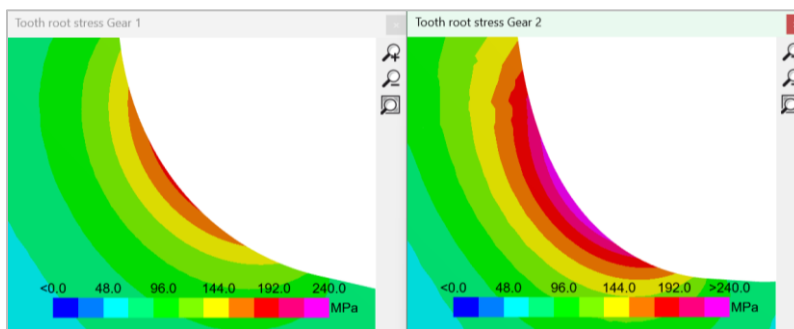 Tooth root stress Gear 1
<0.0 48.0 96.0 144.0 192.0 240.0
MPa
Tooth root stress Gear 2
<0.0 48.0 96.0 144.0 192.0 >240.0
MPa